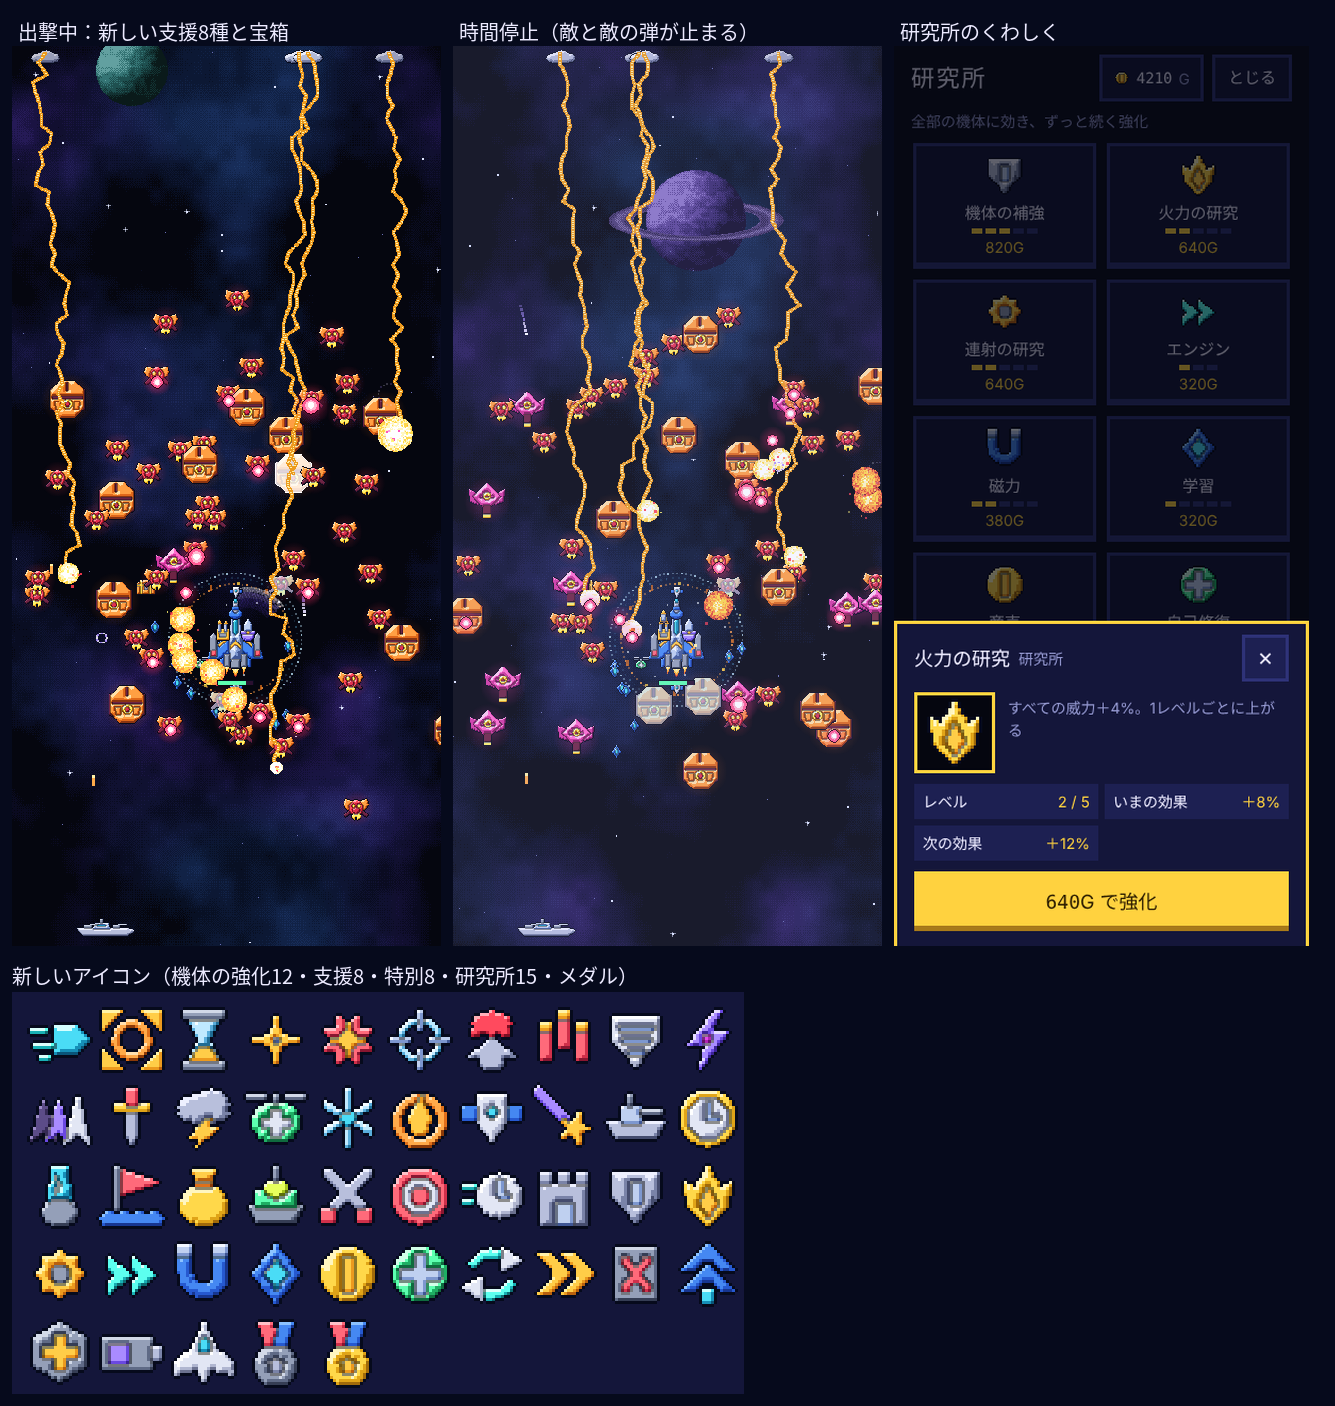 出撃中：新しい支援8種と宝箱
時間停止（敵と敵の弾が止まる）
研究所のくわしく
研究所
4210 G
とじる
全部の機体に効き、ずっと続く強化
機体の補強
820G
火力の研究
640G
連射の研究
640G
エンジン
320G
磁力
380G
学習
320G
自己修復
火力の研究 研究所
×
すべての威力＋4%。1レベルごとに上が
る
レベル 2 / 5
いまの効果 ＋8%
次の効果 ＋12%
640G で強化
新しいアイコン（機体の強化12・支援8・特別8・研究所15・メダル）